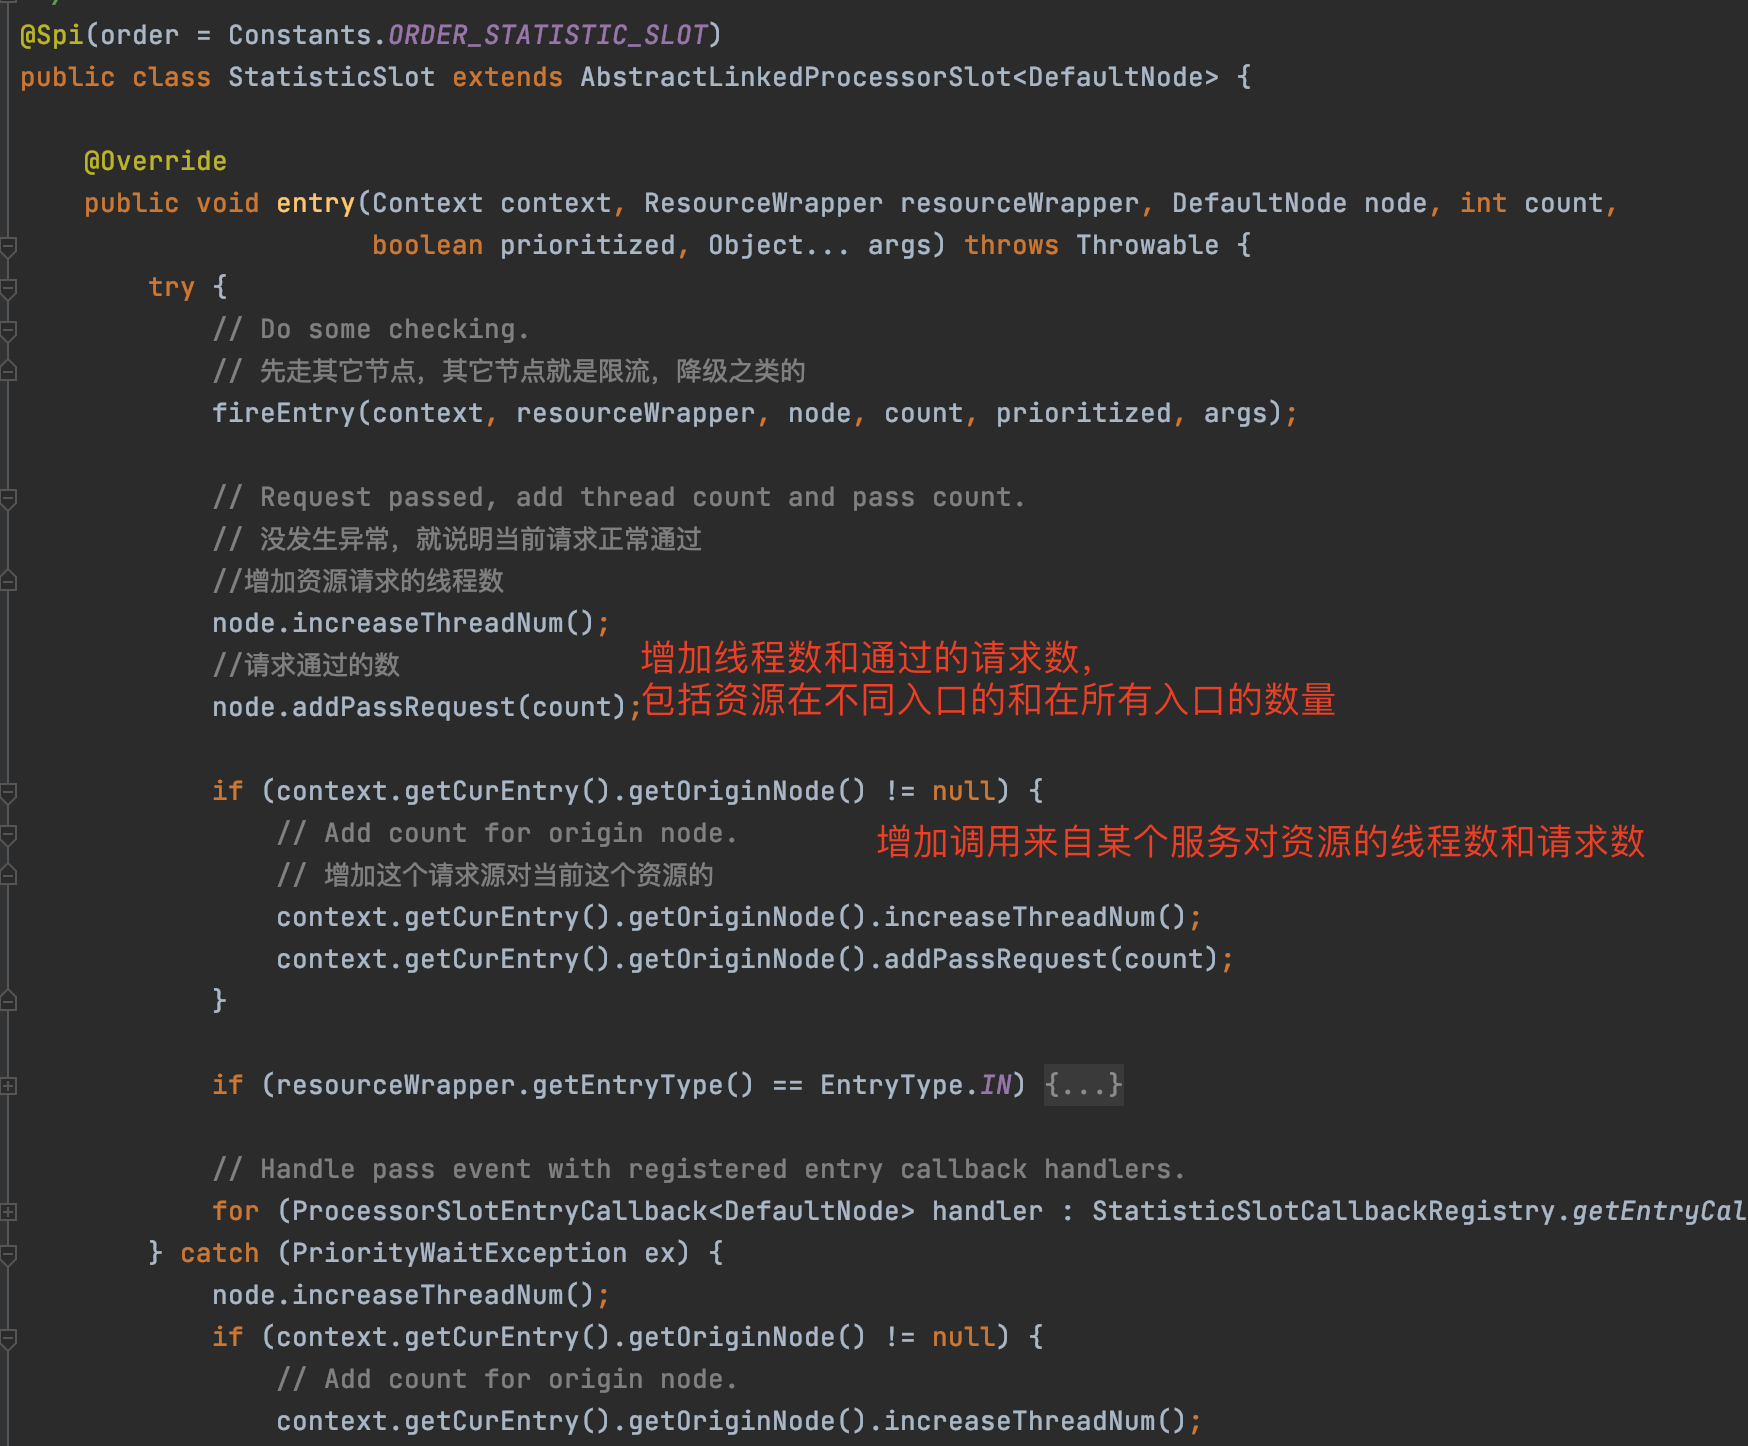 @Spi(order = Constants.ORDER_STATISTIC_SLOT)
public class StatisticSlot extends AbstractLinkedProcessorSlot<DefaultNode> {
@Override
public void entry(Context context, ResourceWrapper resourceWrapper, DefaultNode node, int count,
boolean prioritized, Object... args) throws Throwable {
try {
// Do some checking.
// 先走其它节点，其它节点就是限流，降级之类的
fireEntry(context, resourceWrapper, node, count, prioritized, args);
// Request passed, add thread count and pass count.
// 没发生异常，就说明当前请求正常通过
//增加资源请求的线程数
node.increaseThreadNum();
//请求通过的数
增加线程数和通过的请求数，
node.addPassRequest(count);
包括资源在不同入口的和在所有入口的数量
if (context.getCurEntry().getOriginNode() != null) {
// Add count for origin node.
增加调用来自某个服务对资源的线程数和请求数
// 增加这个请求源对当前这个资源的
context.getCurEntry().getOriginNode().increaseThreadNum();
context.getCurEntry().getOriginNode().addPassRequest(count);
}
if (resourceWrapper.getEntryType() == EntryType.IN) {...}
// Handle pass event with registered entry callback handlers.
for (ProcessorSlotEntryCallback<DefaultNode> handler : StatisticSlotCallbackRegistry.getEntryCal
} catch (PriorityWaitException ex) {
node.increaseThreadNum();
if (context.getCurEntry().getOriginNode() != null) {
// Add count for origin node.
context.getCurEntry().getOriginNode().increaseThreadNum();